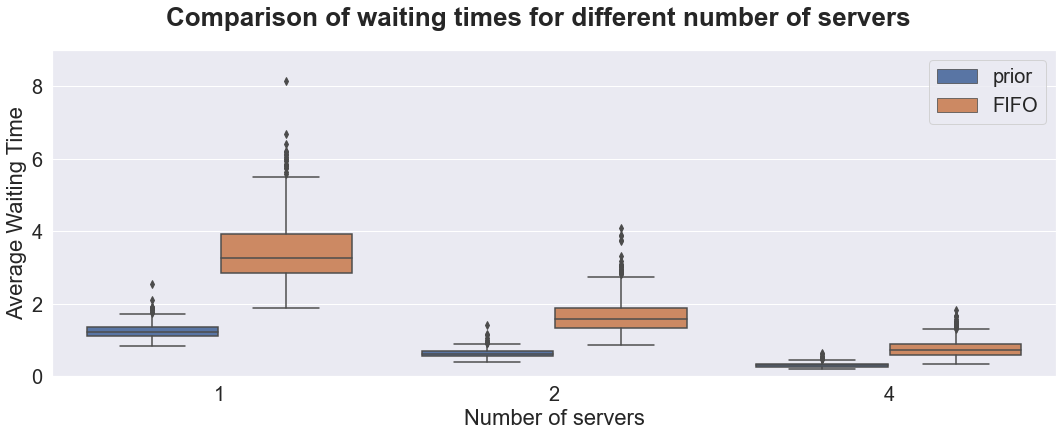 Comparison of waiting times for different number of servers
prior
FIFO
Average Waiting Time
8
6
4
2
0
1
2
4
Number of servers